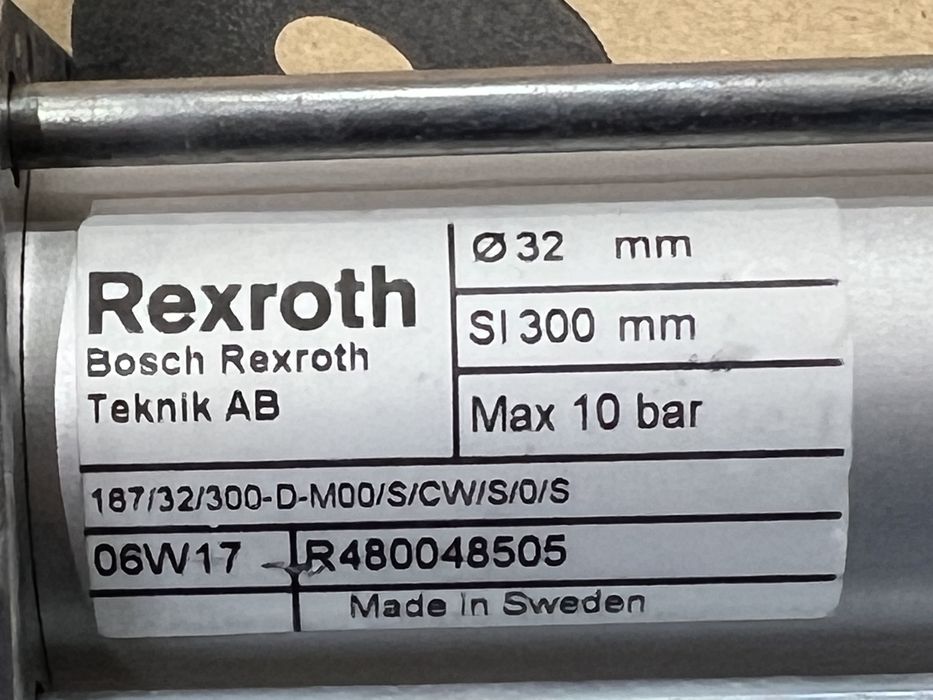 Rexroth
Bosch Rexroth
Teknik AB
Ø 32 mm
Sl 300 mm
Max 10 bar
187/32/300-D-M00/S/CW/S/0/S
06W17
R480048505
Made in Sweden